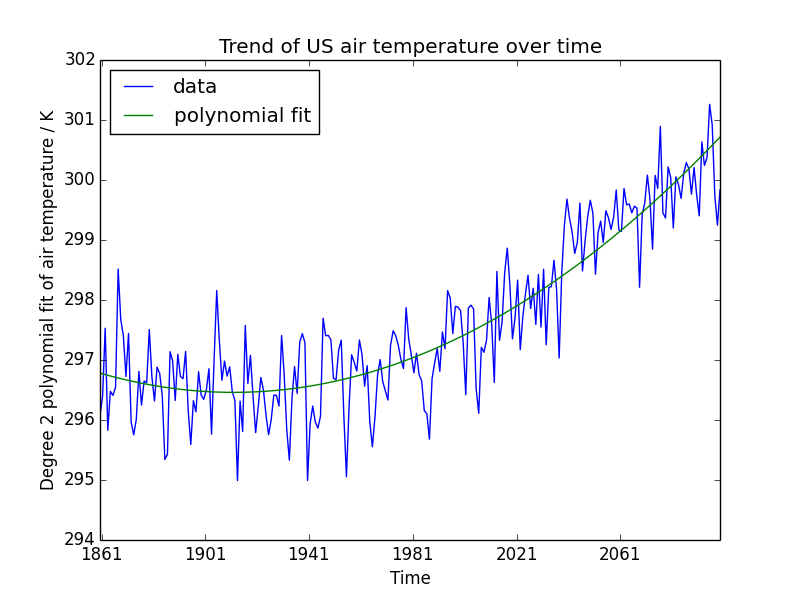 Trend of US air temperature over time
data
polynomial fit
Degree 2 polynomial fit of air temperature / K
302
301
300
299
298
297
296
295
294
1861 1901 1941 1981 2021 2061
Time